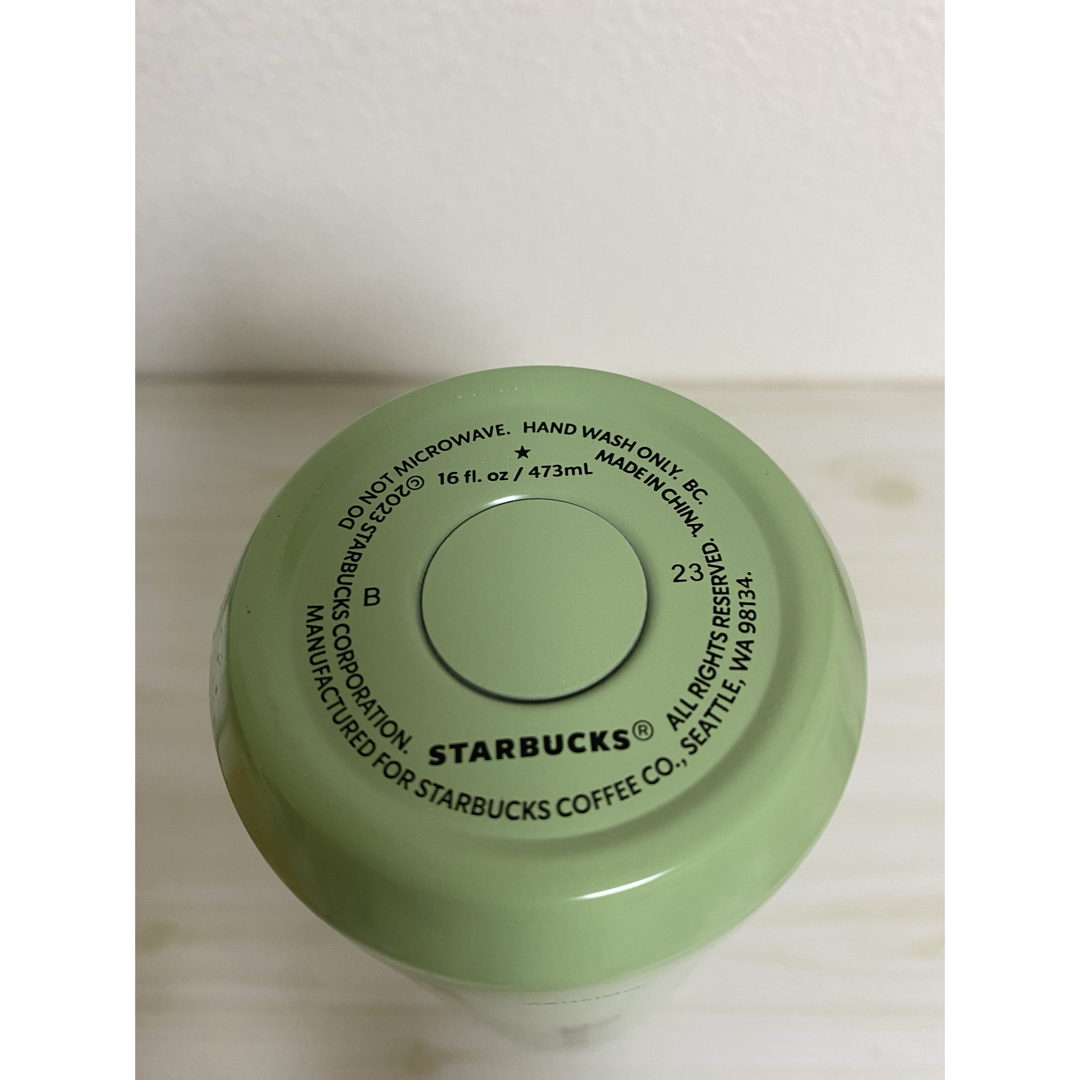 DO NOT MICROWAVE. HAND WASH ONLY. BC.
★
16 fl. oz / 473mL
MADE IN CHINA.
©2023 STARBUCKS CORPORATION.
ALL RIGHTS RESERVED.
B
23
STARBUCKS®
MANUFACTURED FOR STARBUCKS COFFEE CO., SEATTLE, WA 98134.